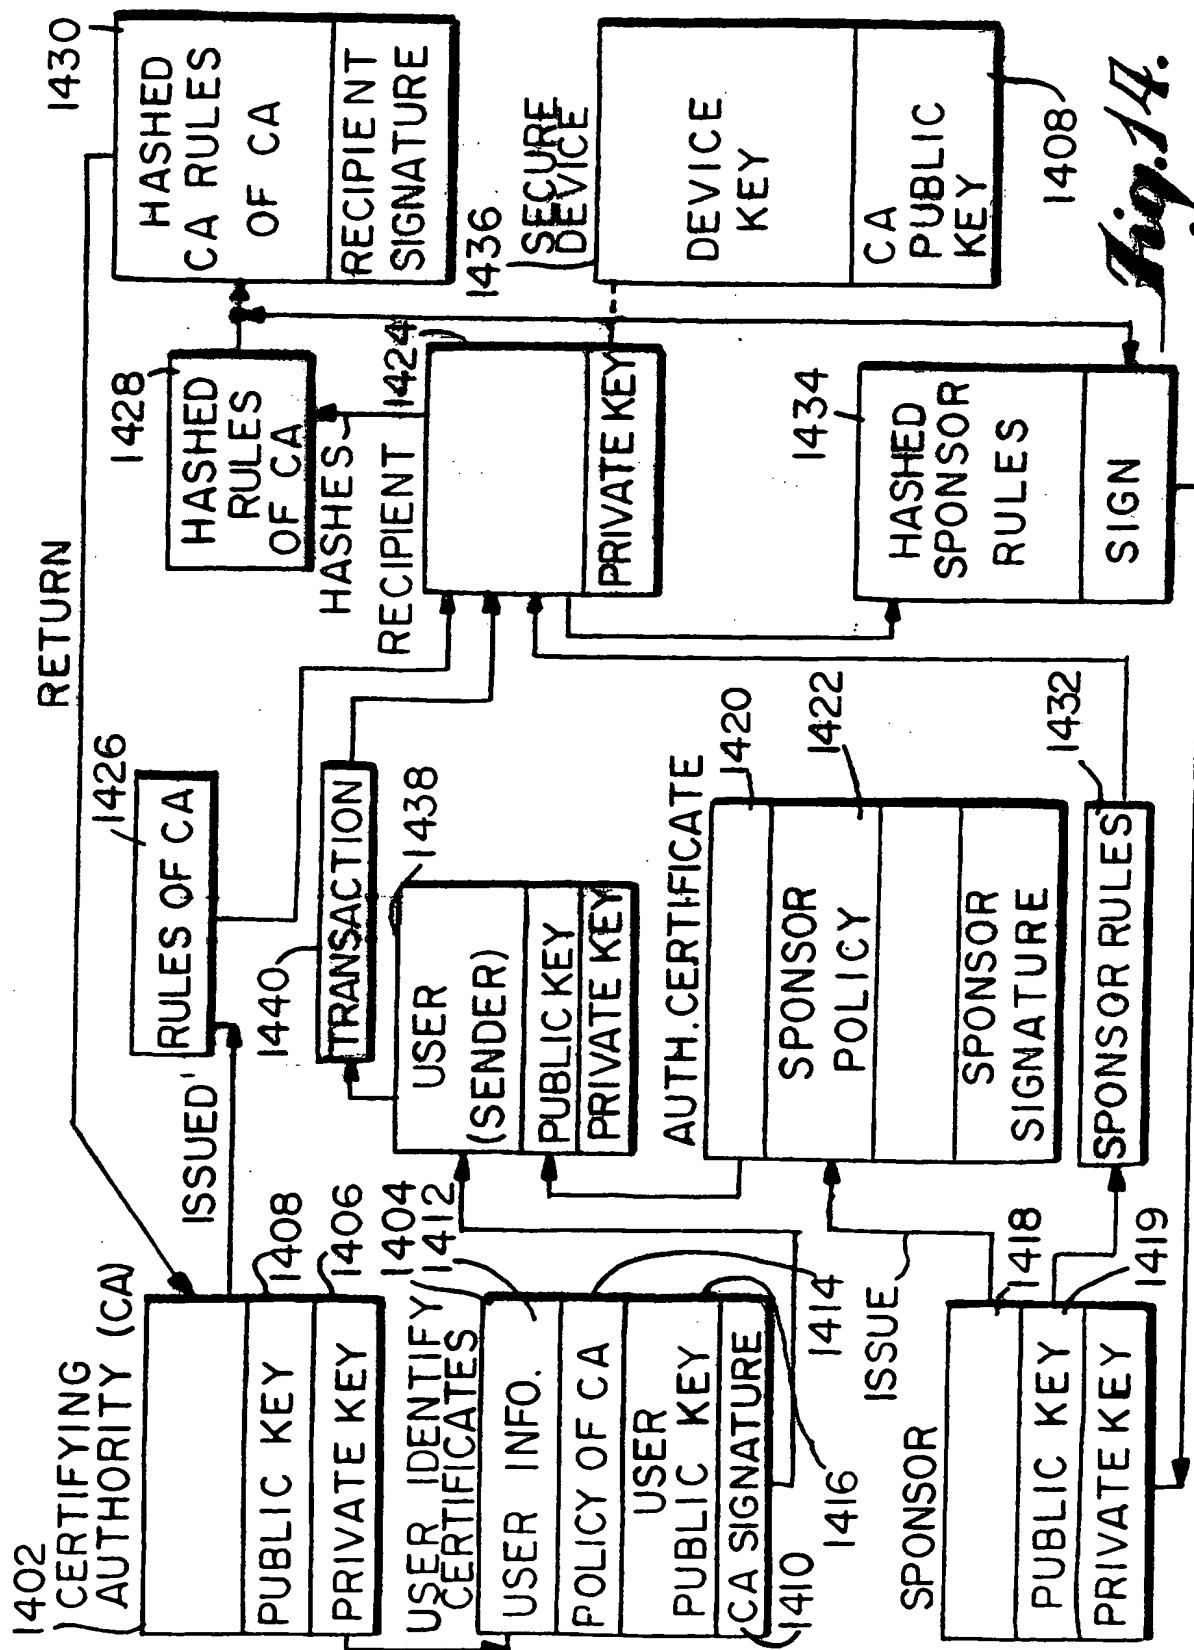 1402
CERTIFYING
AUTHORITY (CA)
PUBLIC KEY
PRIVATE KEY
1408
1406
ISSUED
RULES OF CA
1426
RETURN
HASHED
RULES
OF CA
1428
HASHES
HASHED
CA RULES
OF CA
RECIPIENT
SIGNATURE
1430
USER IDENTIFY
CERTIFICATES
1404
1412
USER INFO.
POLICY OF CA
USER
PUBLIC KEY
CA SIGNATURE
1410
1416
1414
1440
TRANSACTION
1438
USER
(SENDER)
PUBLIC KEY
PRIVATE KEY
RECIPIENT
1424
PRIVATE KEY
1436
SECURE
DEVICE
DEVICE
KEY
CA
PUBLIC
KEY
1408
AUTH. CERTIFICATE
1420
SPONSOR
POLICY
1422
SPONSOR
SIGNATURE
ISSUE
SPONSOR
1418
PUBLIC KEY
1419
PRIVATE KEY
SPONSOR RULES
1432
HASHED
SPONSOR
RULES
SIGN
1434
Fig.14.